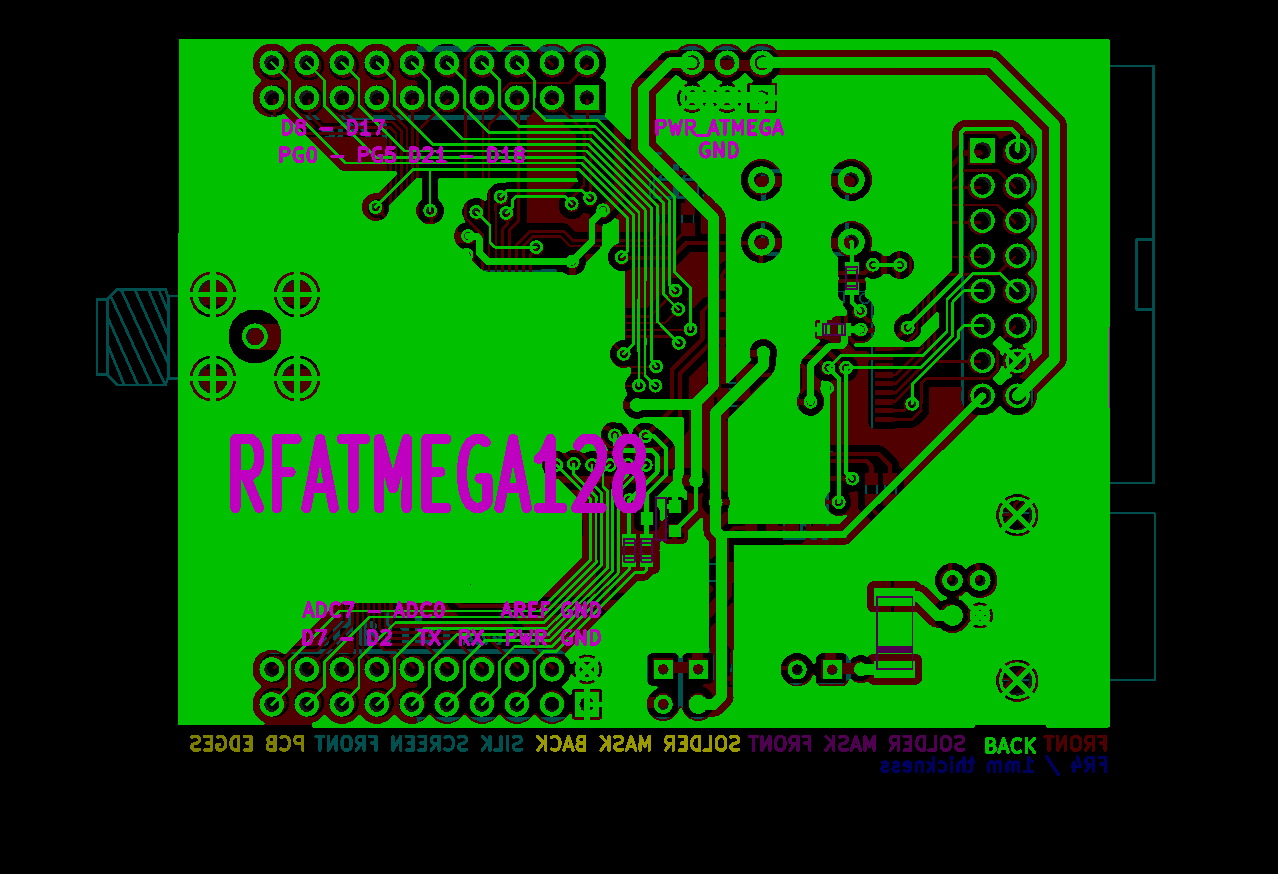 D8 - D17
PG0 - PG5 D21 - D18
PWR_ATMEGA
GND
RFATMEGA128
ADC7 - ADC0 AREF GND
D7 - D2 TX RX PWR GND
PCB EDGES SILK SCREEN FRONT SOLDER MASK BACK SOLDER MASK FRONT BACK FRONT
FR4 / 1mm thickness